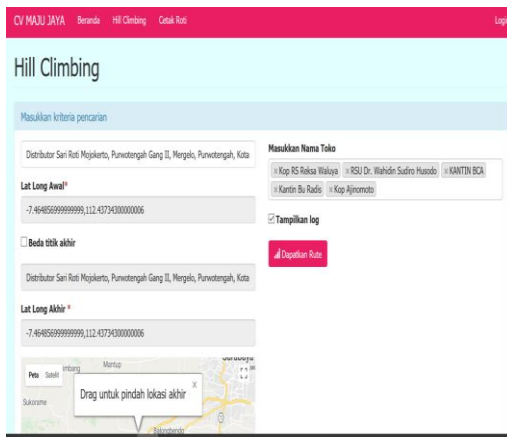 CV MAJU JAYA Beranda Hill Climbing Cetak Roti Login
Hill Climbing
Masukkan kriteria pencarian
Distributor Sari Roti Mojokerto, Purwotengah Gang II, Mergelo, Purwotengah, Kota
Lat Long Awal*
-7.464856999999999,112.43734300000006
Beda titik akhir
Distributor Sari Roti Mojokerto, Purwotengah Gang II, Mergelo, Purwotengah, Kota
Lat Long Akhir *
-7.464856999999999,112.43734300000006
Masukkan Nama Toko
× Kop RS Reksa Waluya × RSU Dr. Wahidin Sudiro Husodo × KANTIN BCA
× Kantin Bu Radis × Kop Ajinomoto
Tampilkan log
Dapatkan Rute
Peta Satelit
Mantup
Sukorame
Drag untuk pindah lokasi akhir
×
Balongbendo